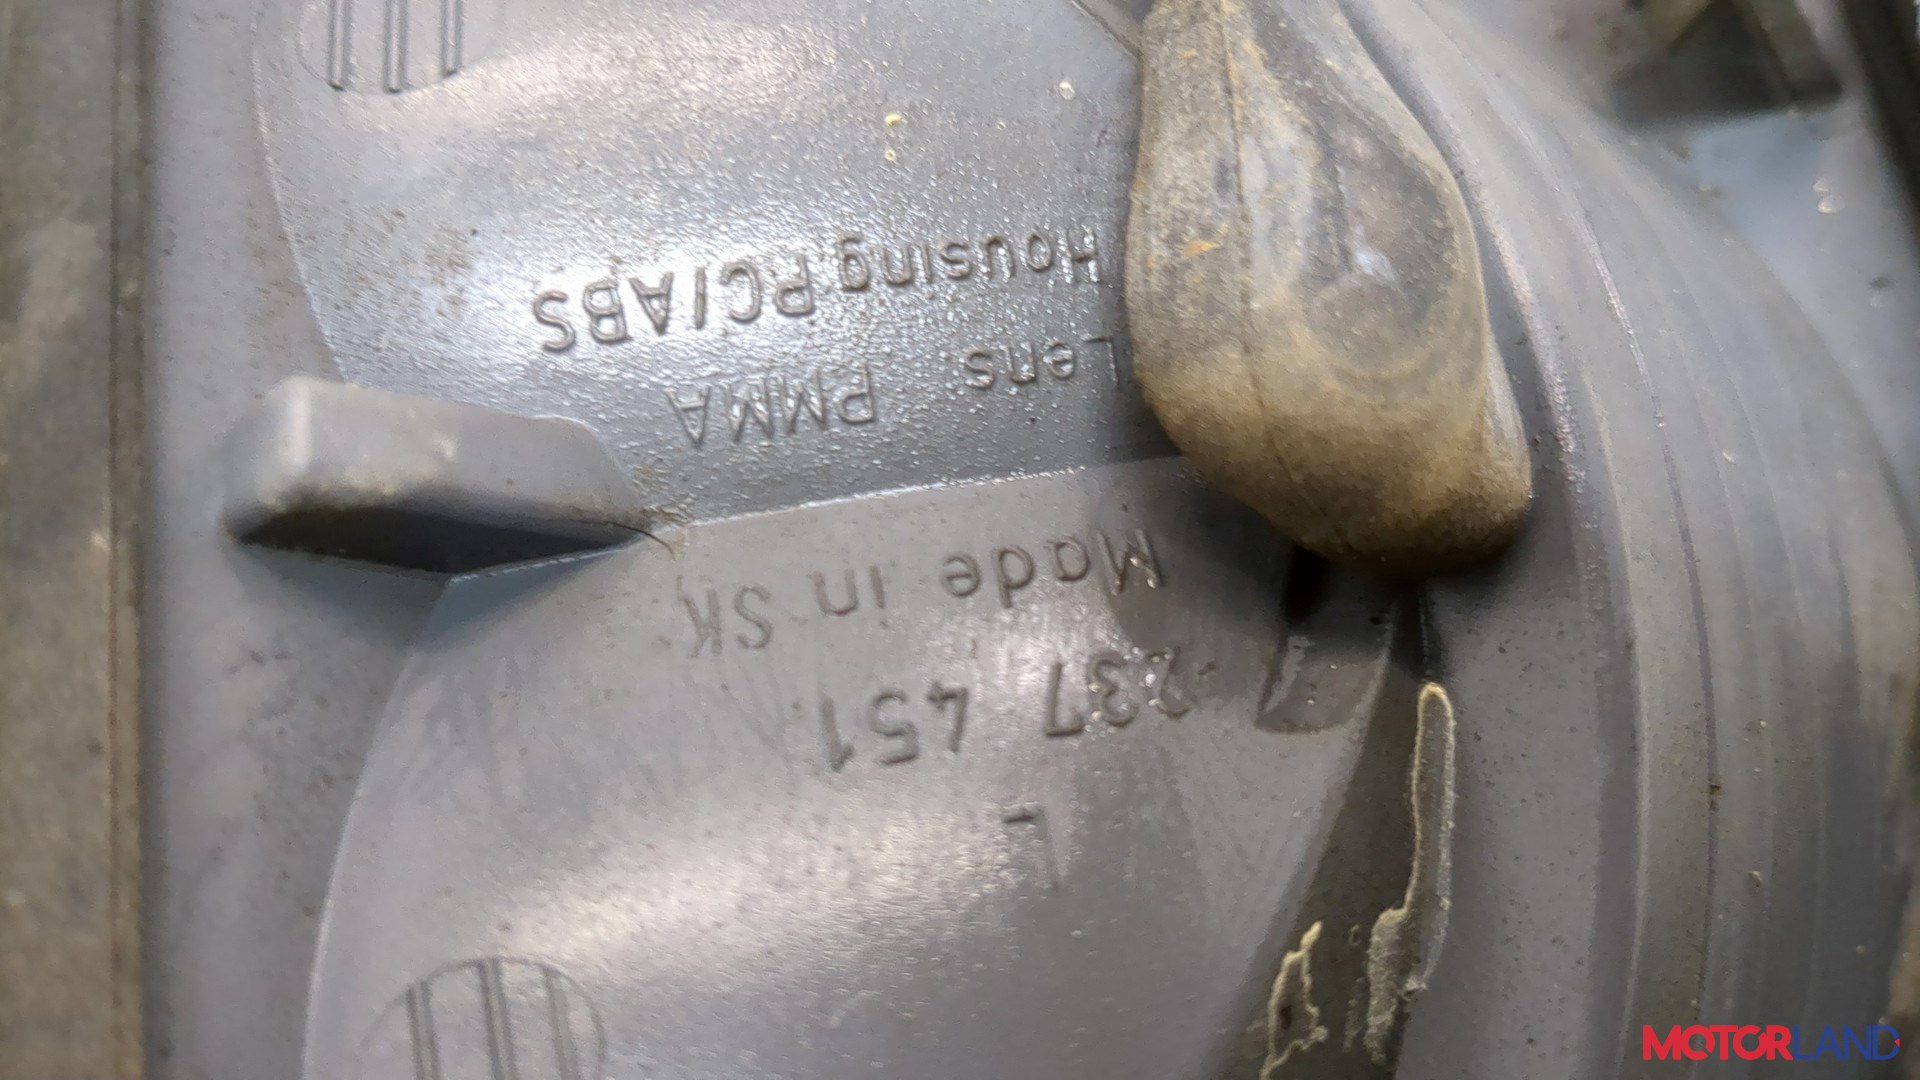 L
237 451
Made in SK
Lens: PMMA
Housing PC/ABS
MOTORLAND